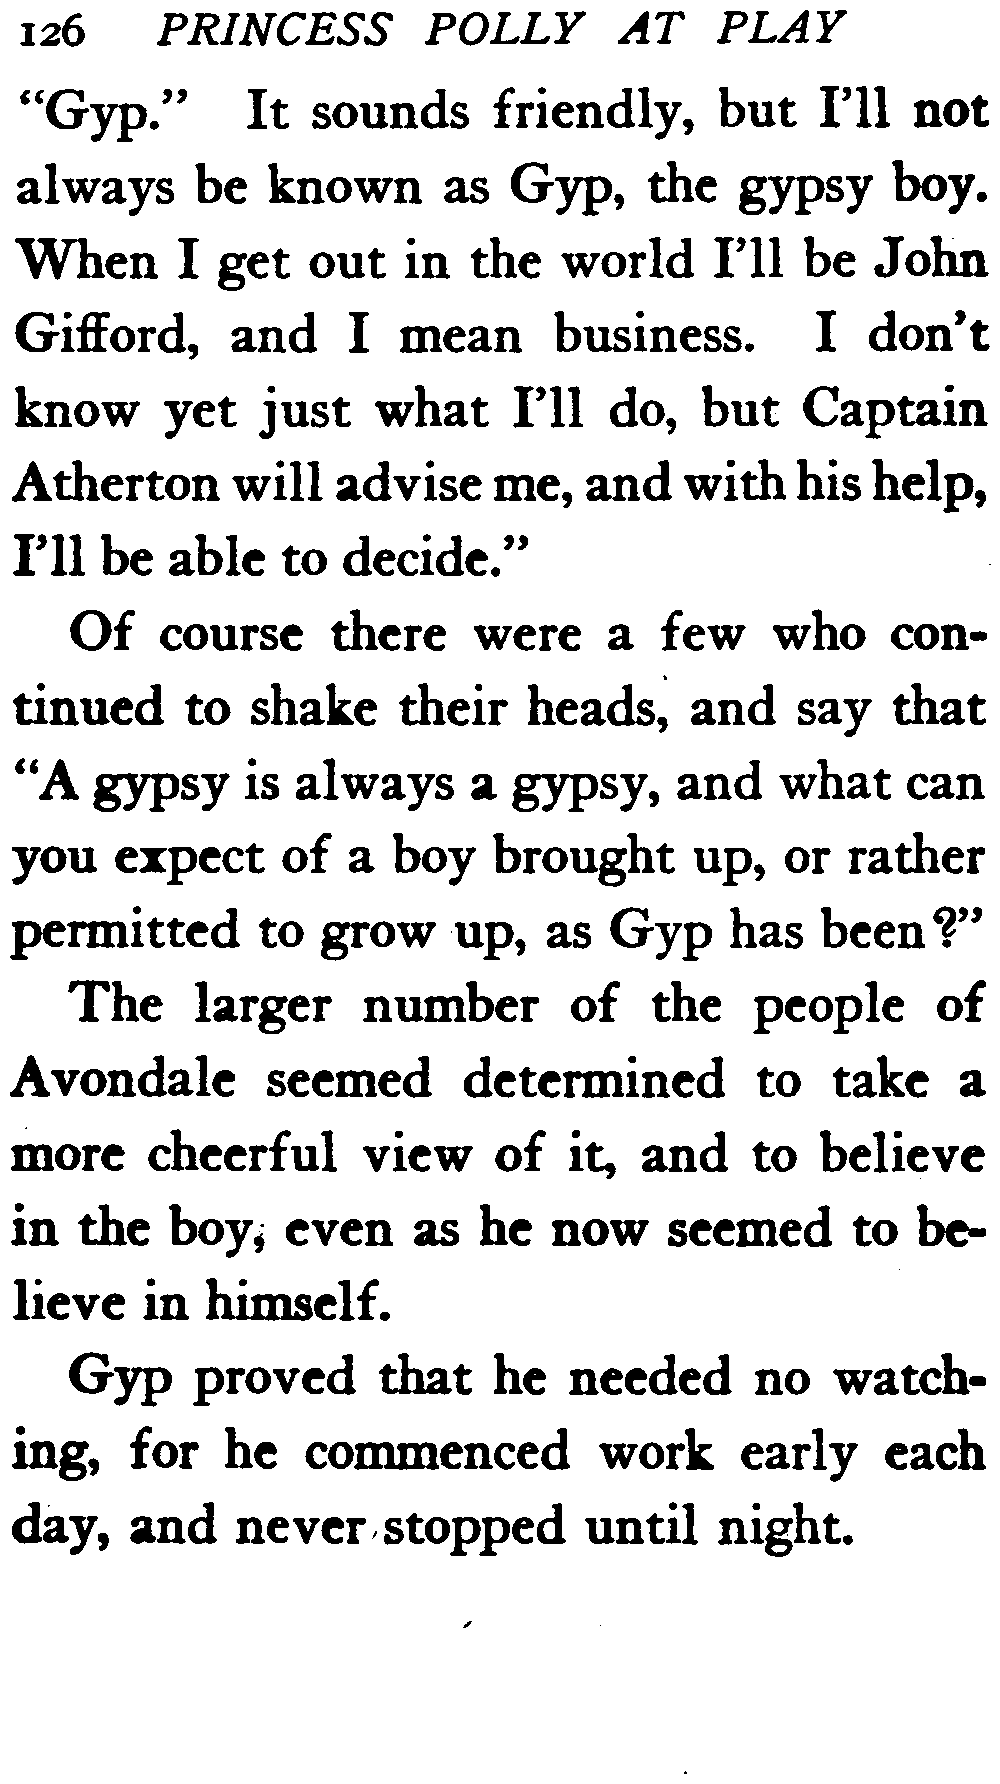 126 PRINCESS POLLY AT PLAY
“Gyp.” It sounds friendly, but I’ll not
always be known as Gyp, the gypsy boy.
When I get out in the world I’ll be John
Gifford, and I mean business. I don’t
know yet just what I’ll do, but Captain
Atherton will advise me, and with his help,
I’ll be able to decide.”
Of course there were a few who con-
tinued to shake their heads, and say that
“A gypsy is always a gypsy, and what can
you expect of a boy brought up, or rather
permitted to grow up, as Gyp has been?”
The larger number of the people of
Avondale seemed determined to take a
more cheerful view of it, and to believe
in the boy, even as he now seemed to be-
lieve in himself.
Gyp proved that he needed no watch-
ing, for he commenced work early each
day, and never stopped until night.